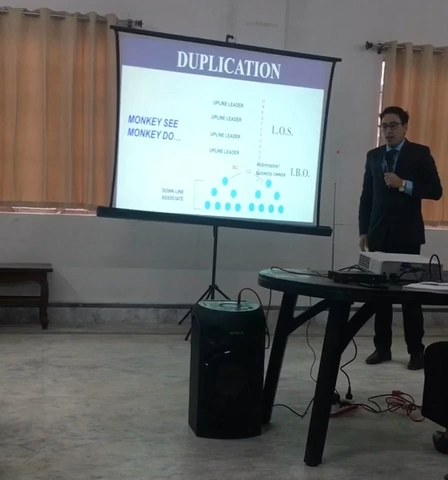 DUPLICATION
UPLINE LEADER
UPLINE LEADER
MONKEY SEE
MONKEY DO...
UPLINE LEADER
UPLINE LEADER
L.O.S.
INDEPENDENT
BUSINESS OWNER
I.B.O.
DOWN LINE
ASSOCIATE